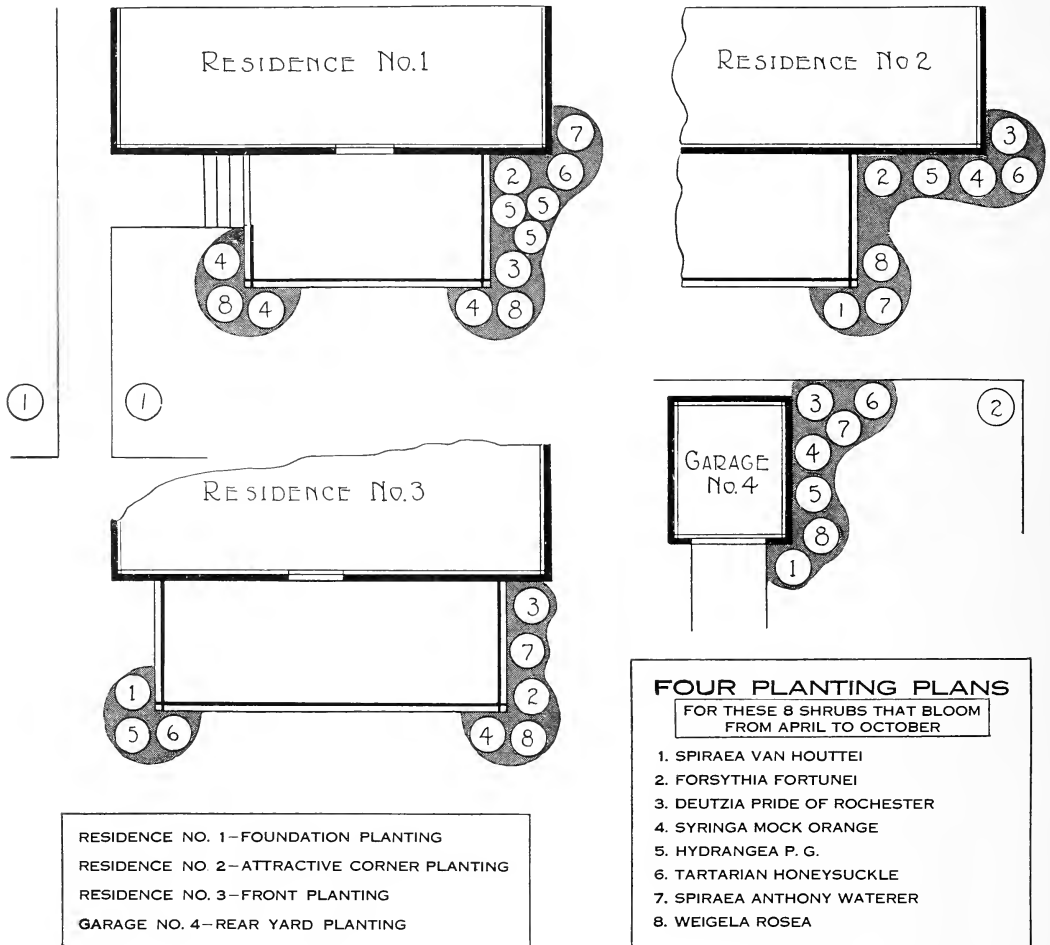 RESIDENCE No.1
7
2
6
5
5
5
3
4
8
4
8
4
1
1
RESIDENCE No 2
3
2
5
4
6
8
1
7
RESIDENCE No.3
3
7
2
4
8
1
5
6
GARAGE
No.4
3
6
7
4
5
8
1
2
RESIDENCE NO. 1-FOUNDATION PLANTING
RESIDENCE NO. 2-ATTRACTIVE CORNER PLANTING
RESIDENCE NO. 3-FRONT PLANTING
GARAGE NO. 4-REAR YARD PLANTING
FOUR PLANTING PLANS
FOR THESE 8 SHRUBS THAT BLOOM
FROM APRIL TO OCTOBER
1. SPIRAEA VAN HOUTTEI
2. FORSYTHIA FORTUNEI
3. DEUTZIA PRIDE OF ROCHESTER
4. SYRINGA MOCK ORANGE
5. HYDRANGEA P. G.
6. TARTARIAN HONEYSUCKLE
7. SPIRAEA ANTHONY WATERER
8. WEIGELA ROSEA